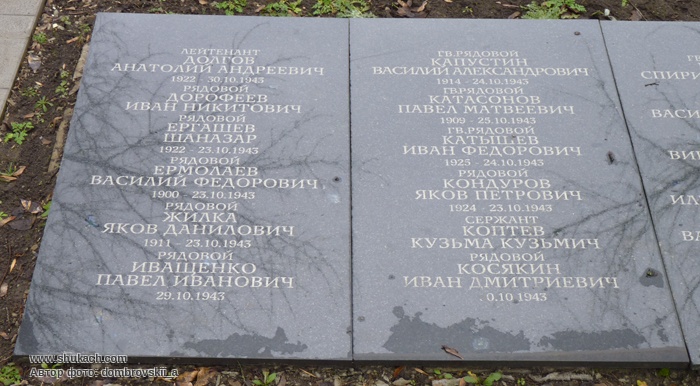 ЛЕЙТЕНАНТ
ДОЛГОВ
АНАТОЛИЙ АНДРЕЕВИЧ
1922 - 30.10.1943
РЯДОВОЙ
ДОРОФЕЕВ
ИВАН НИКИТОВИЧ
РЯДОВОЙ
ЕРГАШЕВ
ШАНАЗАР
1922 - 23.10.1943
РЯДОВОЙ
ЕРМОЛАЕВ
ВАСИЛИЙ ФЕДОРОВИЧ
1900 - 23.10.1943
РЯДОВОЙ
ЖИЛКА
ЯКОВ ДАНИЛОВИЧ
1911 - 23.10.1943
РЯДОВОЙ
ИВАЩЕНКО
ПАВЕЛ ИВАНОВИЧ
29.10.1943
ГВ.РЯДОВОЙ
КАПУСТИН
ВАСИЛИЙ АЛЕКСАНДРОВИЧ
1914 - 24.10.1943
ГВ.РЯДОВОЙ
КАТАСОНОВ
ПАВЕЛ МАТВЕЕВИЧ
1909 - 25.10.1943
ГВ.РЯДОВОЙ
КАТЫШЕВ
ИВАН ФЕДОРОВИЧ
1925 - 24.10.1943
РЯДОВОЙ
КОНДУРОВ
ЯКОВ ПЕТРОВИЧ
1924 - 23.10.1943
СЕРЖАНТ
КОПТЕВ
КУЗЬМА КУЗЬМИЧ
РЯДОВОЙ
КОСЯКИН
ИВАН ДМИТРИЕВИЧ
0.10 1943
СПИР
ВАС
www.shukach.com
Автор фото: dombrovskii_a